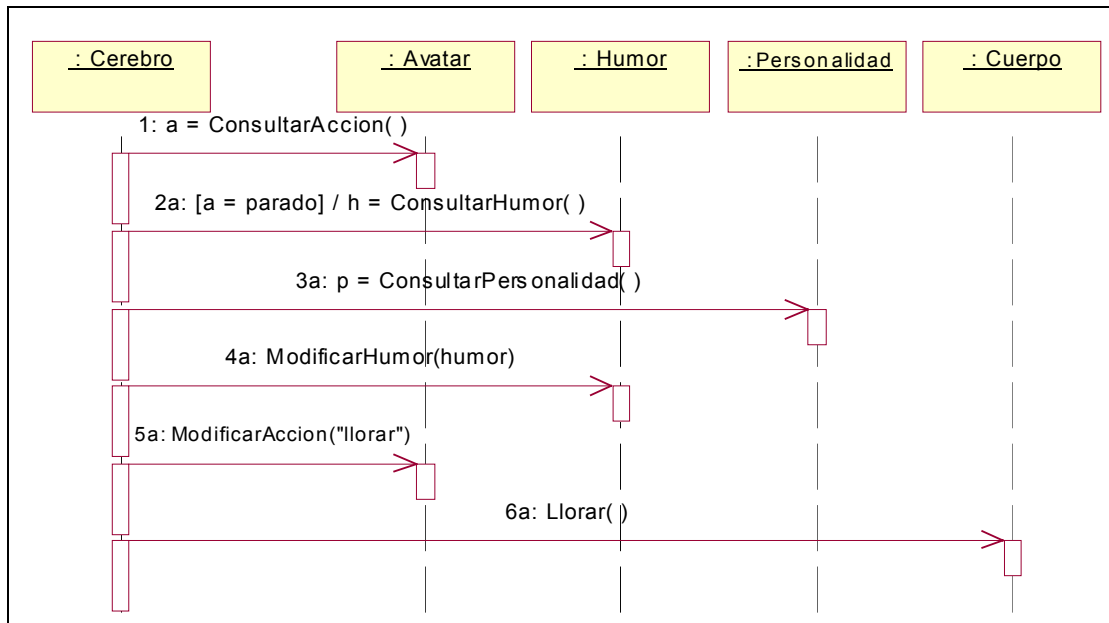 : Cerebro
: Avatar
: Humor
: Personalidad
: Cuerpo
1: a = ConsultarAccion( )
2a: [a = parado] / h = ConsultarHumor( )
3a: p = ConsultarPersonalidad( )
4a: ModificarHumor(humor)
5a: ModificarAccion("llorar")
6a: Llorar( )